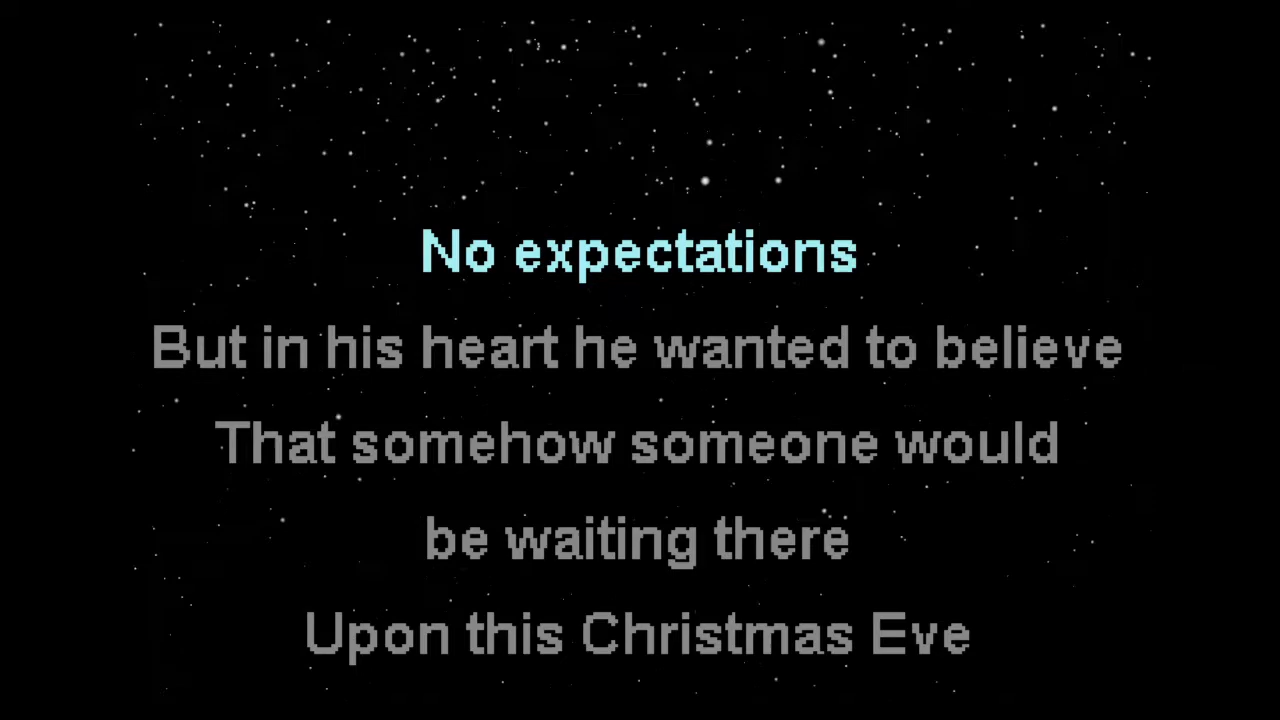 No expectations
But in his heart he wanted to believe
That somehow someone would
be waiting there
Upon this Christmas Eve